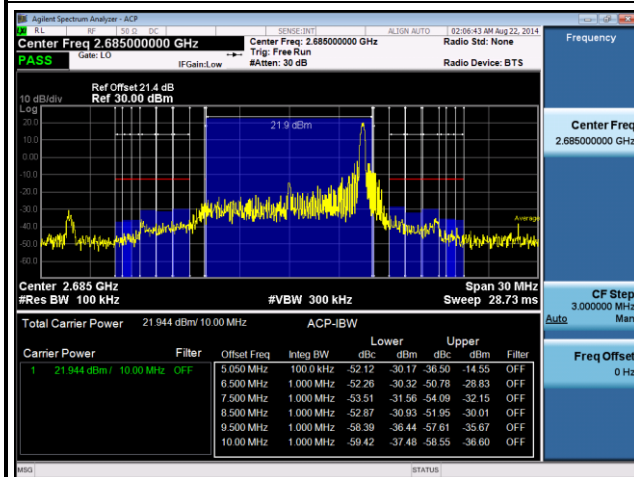 Agilent Spectrum Analyzer - ACP
RL RF 50 Ω DC SENSE:INT ALIGN AUTO 02:06:43 AM Aug 22, 2014
Center Freq 2.685000000 GHz Center Freq: 2.685000000 GHz Radio Std: None
PASS Gate: LO IFGain:Low Trig: Free Run
#Atten: 30 dB Radio Device: BTS
Ref Offset 21.4 dB
10 dB/div Ref 30.00 dBm
Log
20.0
10.0
0.00
-10.0
-20.0
-30.0
-40.0
-50.0
-60.0
21.9 dBm
Average
Center 2.685 GHz Span 30 MHz
#Res BW 100 kHz #VBW 300 kHz Sweep 28.73 ms
Total Carrier Power 21.944 dBm/ 10.00 MHz ACP-IBW
Lower Upper
Carrier Power Filter Offset Freq Integ BW dBc dBm dBc dBm Filter
1 21.944 dBm / 10.00 MHz OFF
5.050 MHz 100.0 kHz -52.12 -30.17 -36.50 -14.55 OFF
6.500 MHz 1.000 MHz -52.26 -30.32 -50.78 -28.83 OFF
7.500 MHz 1.000 MHz -53.51 -31.56 -54.09 -32.15 OFF
8.500 MHz 1.000 MHz -52.87 -30.93 -51.95 -30.01 OFF
9.500 MHz 1.000 MHz -58.39 -36.44 -57.61 -35.67 OFF
10.00 MHz 1.000 MHz -59.42 -37.48 -58.55 -36.60 OFF
MSG STATUS
Frequency
Center Freq
2.685000000 GHz
CF Step
3.000000 MHz
Auto Man
Freq Offset
0 Hz